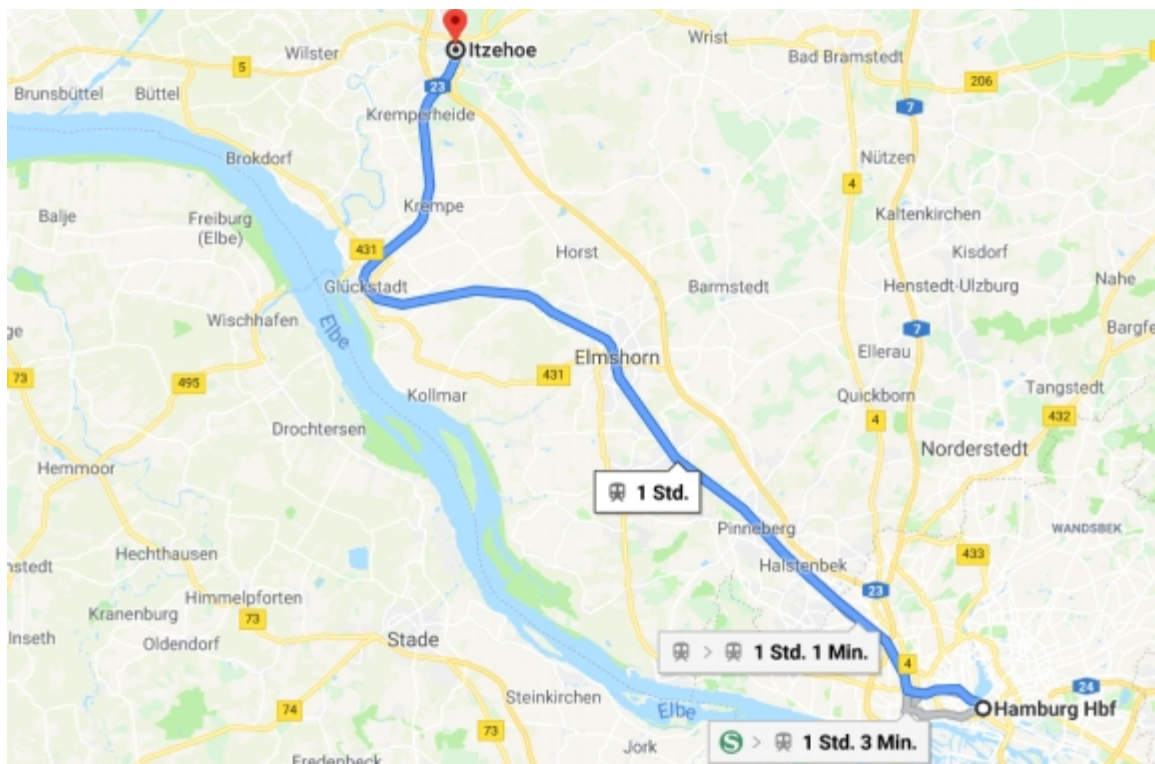 Itzehoe
Wilster
Wrist
Bad Bramstedt
5
206
23
7
Brunsbüttel
Büttel
Kremperheide
Brokdorf
Nützen
4
Balje
Freiburg
(Elbe)
Krempe
Kaltenkirchen
431
Horst
Kisdorf
Glückstadt
Barmstedt
Henstedt-Ulzburg
Nahe
Wischhafen
Elbe
7
Bargfe
ge
Elmshorn
Ellerau
73
495
431
Kollmar
Quickborn
Tangstedt
4
432
Drochtersen
Norderstedt
Hemmoor
1 Std.
Pinneberg
WANDSBEK
Hechthausen
433
nstedt
Halstenbek
Himmelpforten
23
Kranenburg
73
Inseth
Oldendorf
Stade
1 Std. 1 Min.
4
Steinkirchen
24
74
Elbe
Hamburg Hbf
73
Jork
S > 1 Std. 3 Min.
Fredenbeck